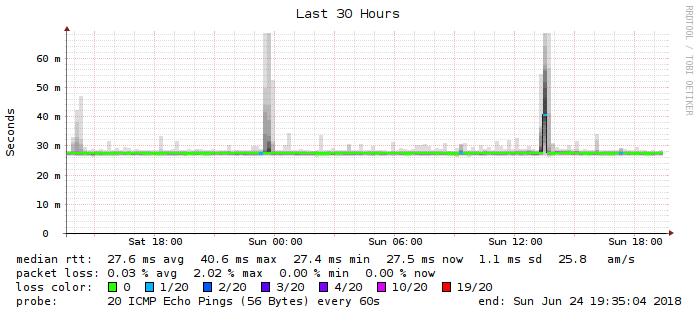 Last 30 Hours
RRDTOOL / TOBI OETIKER
Seconds
60 m
50 m
40 m
30 m
20 m
10 m
0
Sat 18:00 Sun 00:00 Sun 06:00 Sun 12:00 Sun 18:00
median rtt: 27.6 ms avg 40.6 ms max 27.4 ms min 27.5 ms now 1.1 ms sd 25.8 am/s
packet loss: 0.03 % avg 2.02 % max 0.00 % min 0.00 % now
loss color: 0 1/20 2/20 3/20 4/20 10/20 19/20
probe: 20 ICMP Echo Pings (56 Bytes) every 60s end: Sun Jun 24 19:35:04 2018